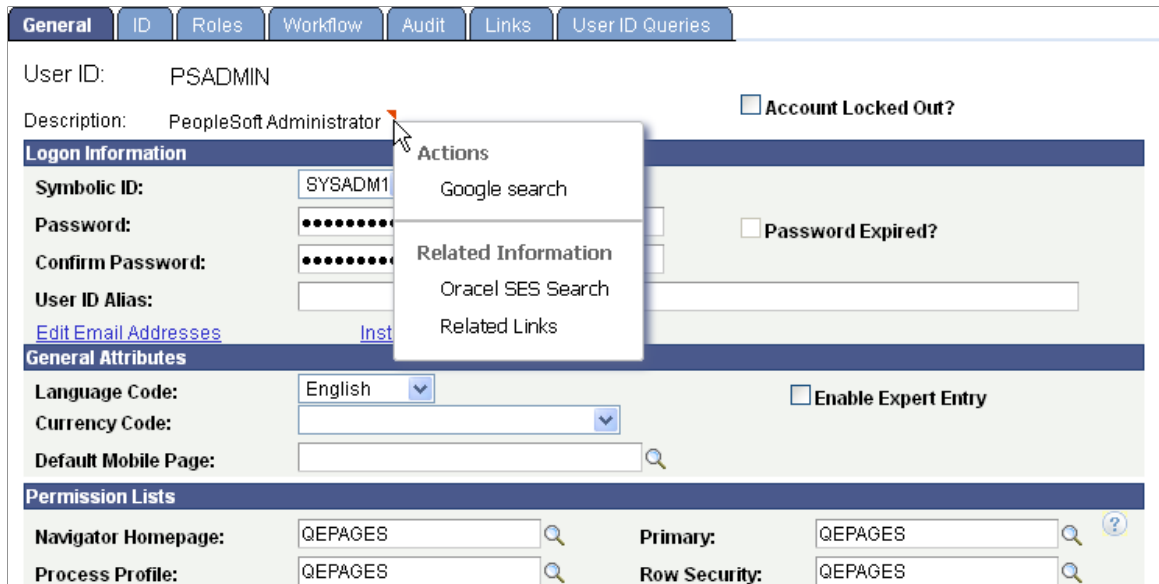 General ID Roles Workflow Audit Links User ID Queries
User ID: PSADMIN
Account Locked Out?
Description: PeopleSoft Administrator
Actions
Logon Information
Symbolic ID: SYSADM1
Google search
Password: ••••••••••
Password Expired?
Related Information
Confirm Password: ••••••••••
Oracel SES Search
User ID Alias:
Related Links
Edit Email Addresses Inst
General Attributes
Language Code: English
Enable Expert Entry
Currency Code:
Default Mobile Page:
Permission Lists
?
Navigator Homepage: QEPAGES Primary: QEPAGES
Process Profile: QEPAGES Row Security: QEPAGES